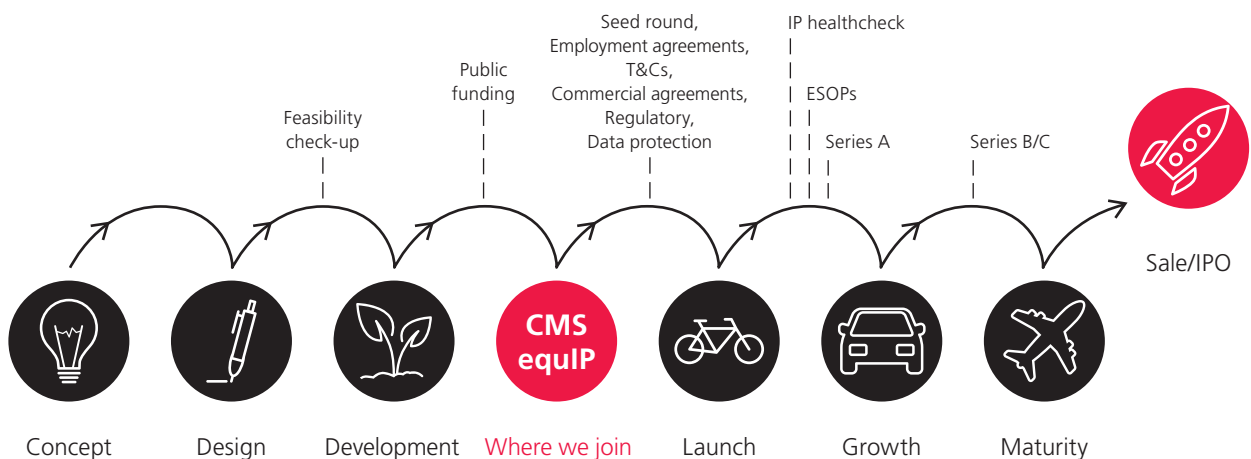 Seed round,
Employment agreements,
T&Cs,
Commercial agreements,
Regulatory,
Data protection
IP healthcheck
Public
funding
ESOPs
Feasibility
check-up
Series A
Series B/C
Sale/IPO
CMS
equIP
Concept
Design
Development
Where we join
Launch
Growth
Maturity